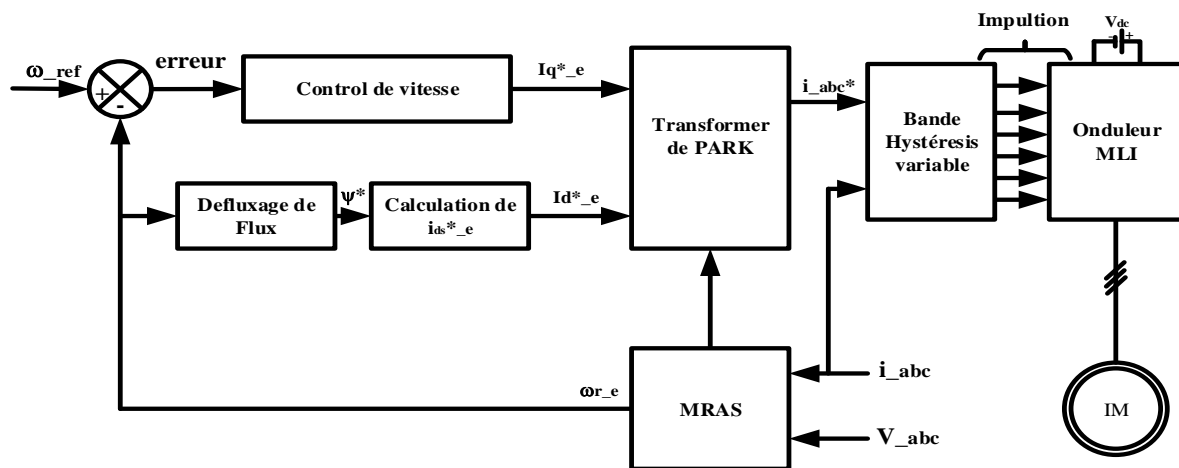 Impultion
Vdc
- +
ω_ref
+
-
erreur
Control de vitesse
Iq*_e
Transformer
de PARK
i_abc*
Bande
Hystéresis
variable
Onduleur
MLI
Defluxage de
Flux
ψ*
Calculation de
ids*_e
Id*_e
MRAS
ωr_e
i_abc
V_abc
IM